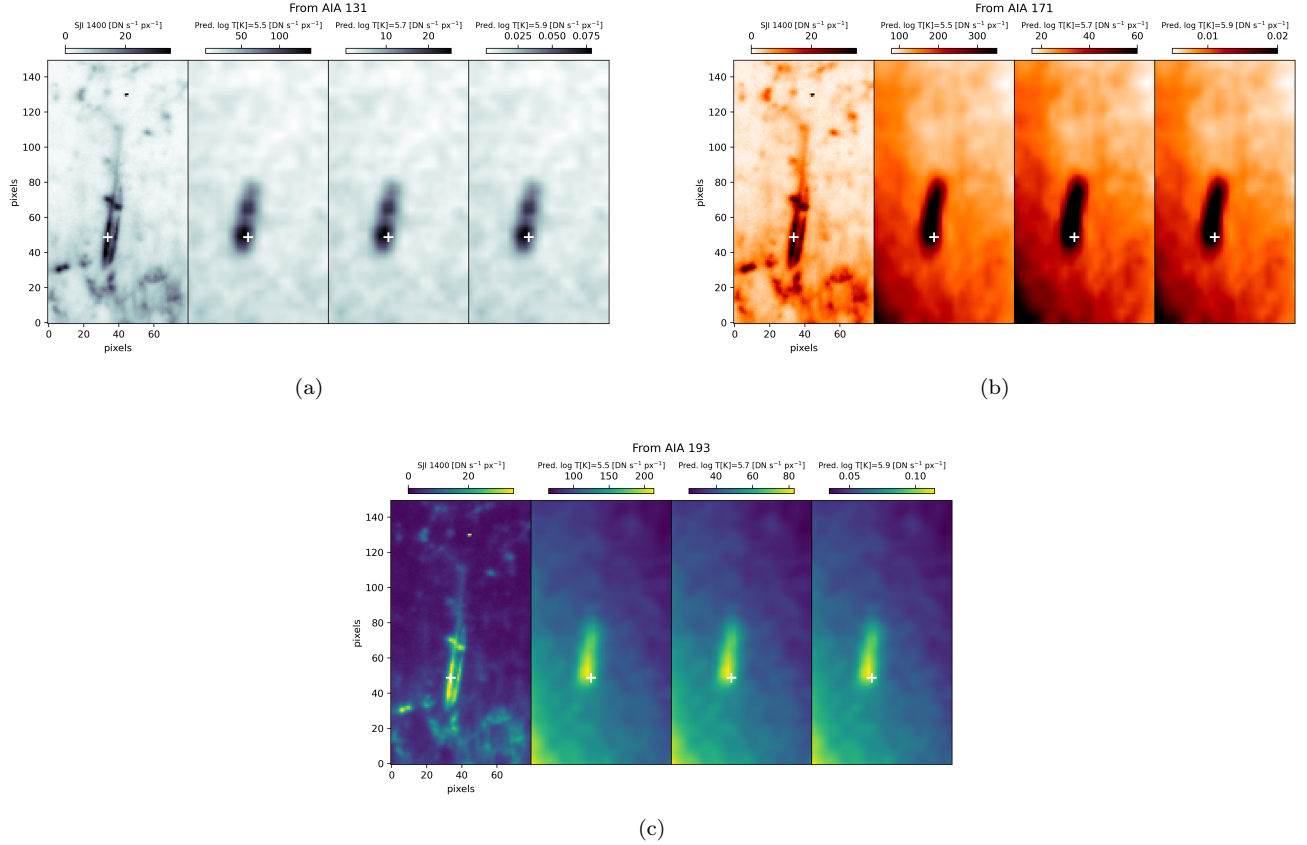 From AIA 131
SJI 1400 [DN s⁻¹ px⁻¹] Pred. log T[K]=5.5 [DN s⁻¹ px⁻¹] Pred. log T[K]=5.7 [DN s⁻¹ px⁻¹] Pred. log T[K]=5.9 [DN s⁻¹ px⁻¹]
0 20 50 100 10 20 0.025 0.050 0.075
140
120
100
80
60
40
20
0
pixels
0 20 40 60
pixels
(a)
From AIA 171
SJI 1400 [DN s⁻¹ px⁻¹] Pred. log T[K]=5.5 [DN s⁻¹ px⁻¹] Pred. log T[K]=5.7 [DN s⁻¹ px⁻¹] Pred. log T[K]=5.9 [DN s⁻¹ px⁻¹]
0 20 100 200 300 20 40 60 0.01 0.02
140
120
100
80
60
40
20
0
pixels
0 20 40 60
pixels
(b)
From AIA 193
SJI 1400 [DN s⁻¹ px⁻¹] Pred. log T[K]=5.5 [DN s⁻¹ px⁻¹] Pred. log T[K]=5.7 [DN s⁻¹ px⁻¹] Pred. log T[K]=5.9 [DN s⁻¹ px⁻¹]
0 20 100 150 200 40 60 80 0.05 0.10
140
120
100
80
60
40
20
0
pixels
0 20 40 60
pixels
(c)